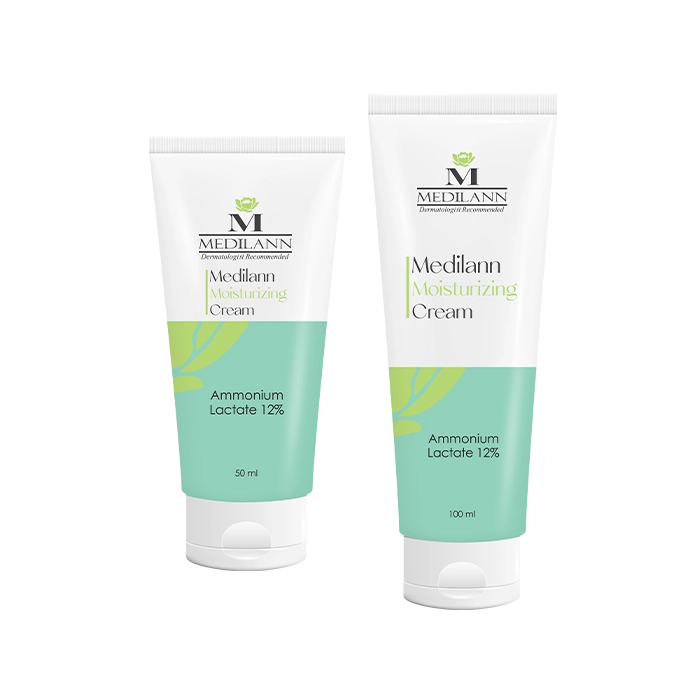 M
MEDILANN
Dermatologist Recommended
Medilann
Moisturizing
Cream
Ammonium
Lactate 12%
50 ml
M
MEDILANN
Dermatologist Recommended
Medilann
Moisturizing
Cream
Ammonium
Lactate 12%
100 ml